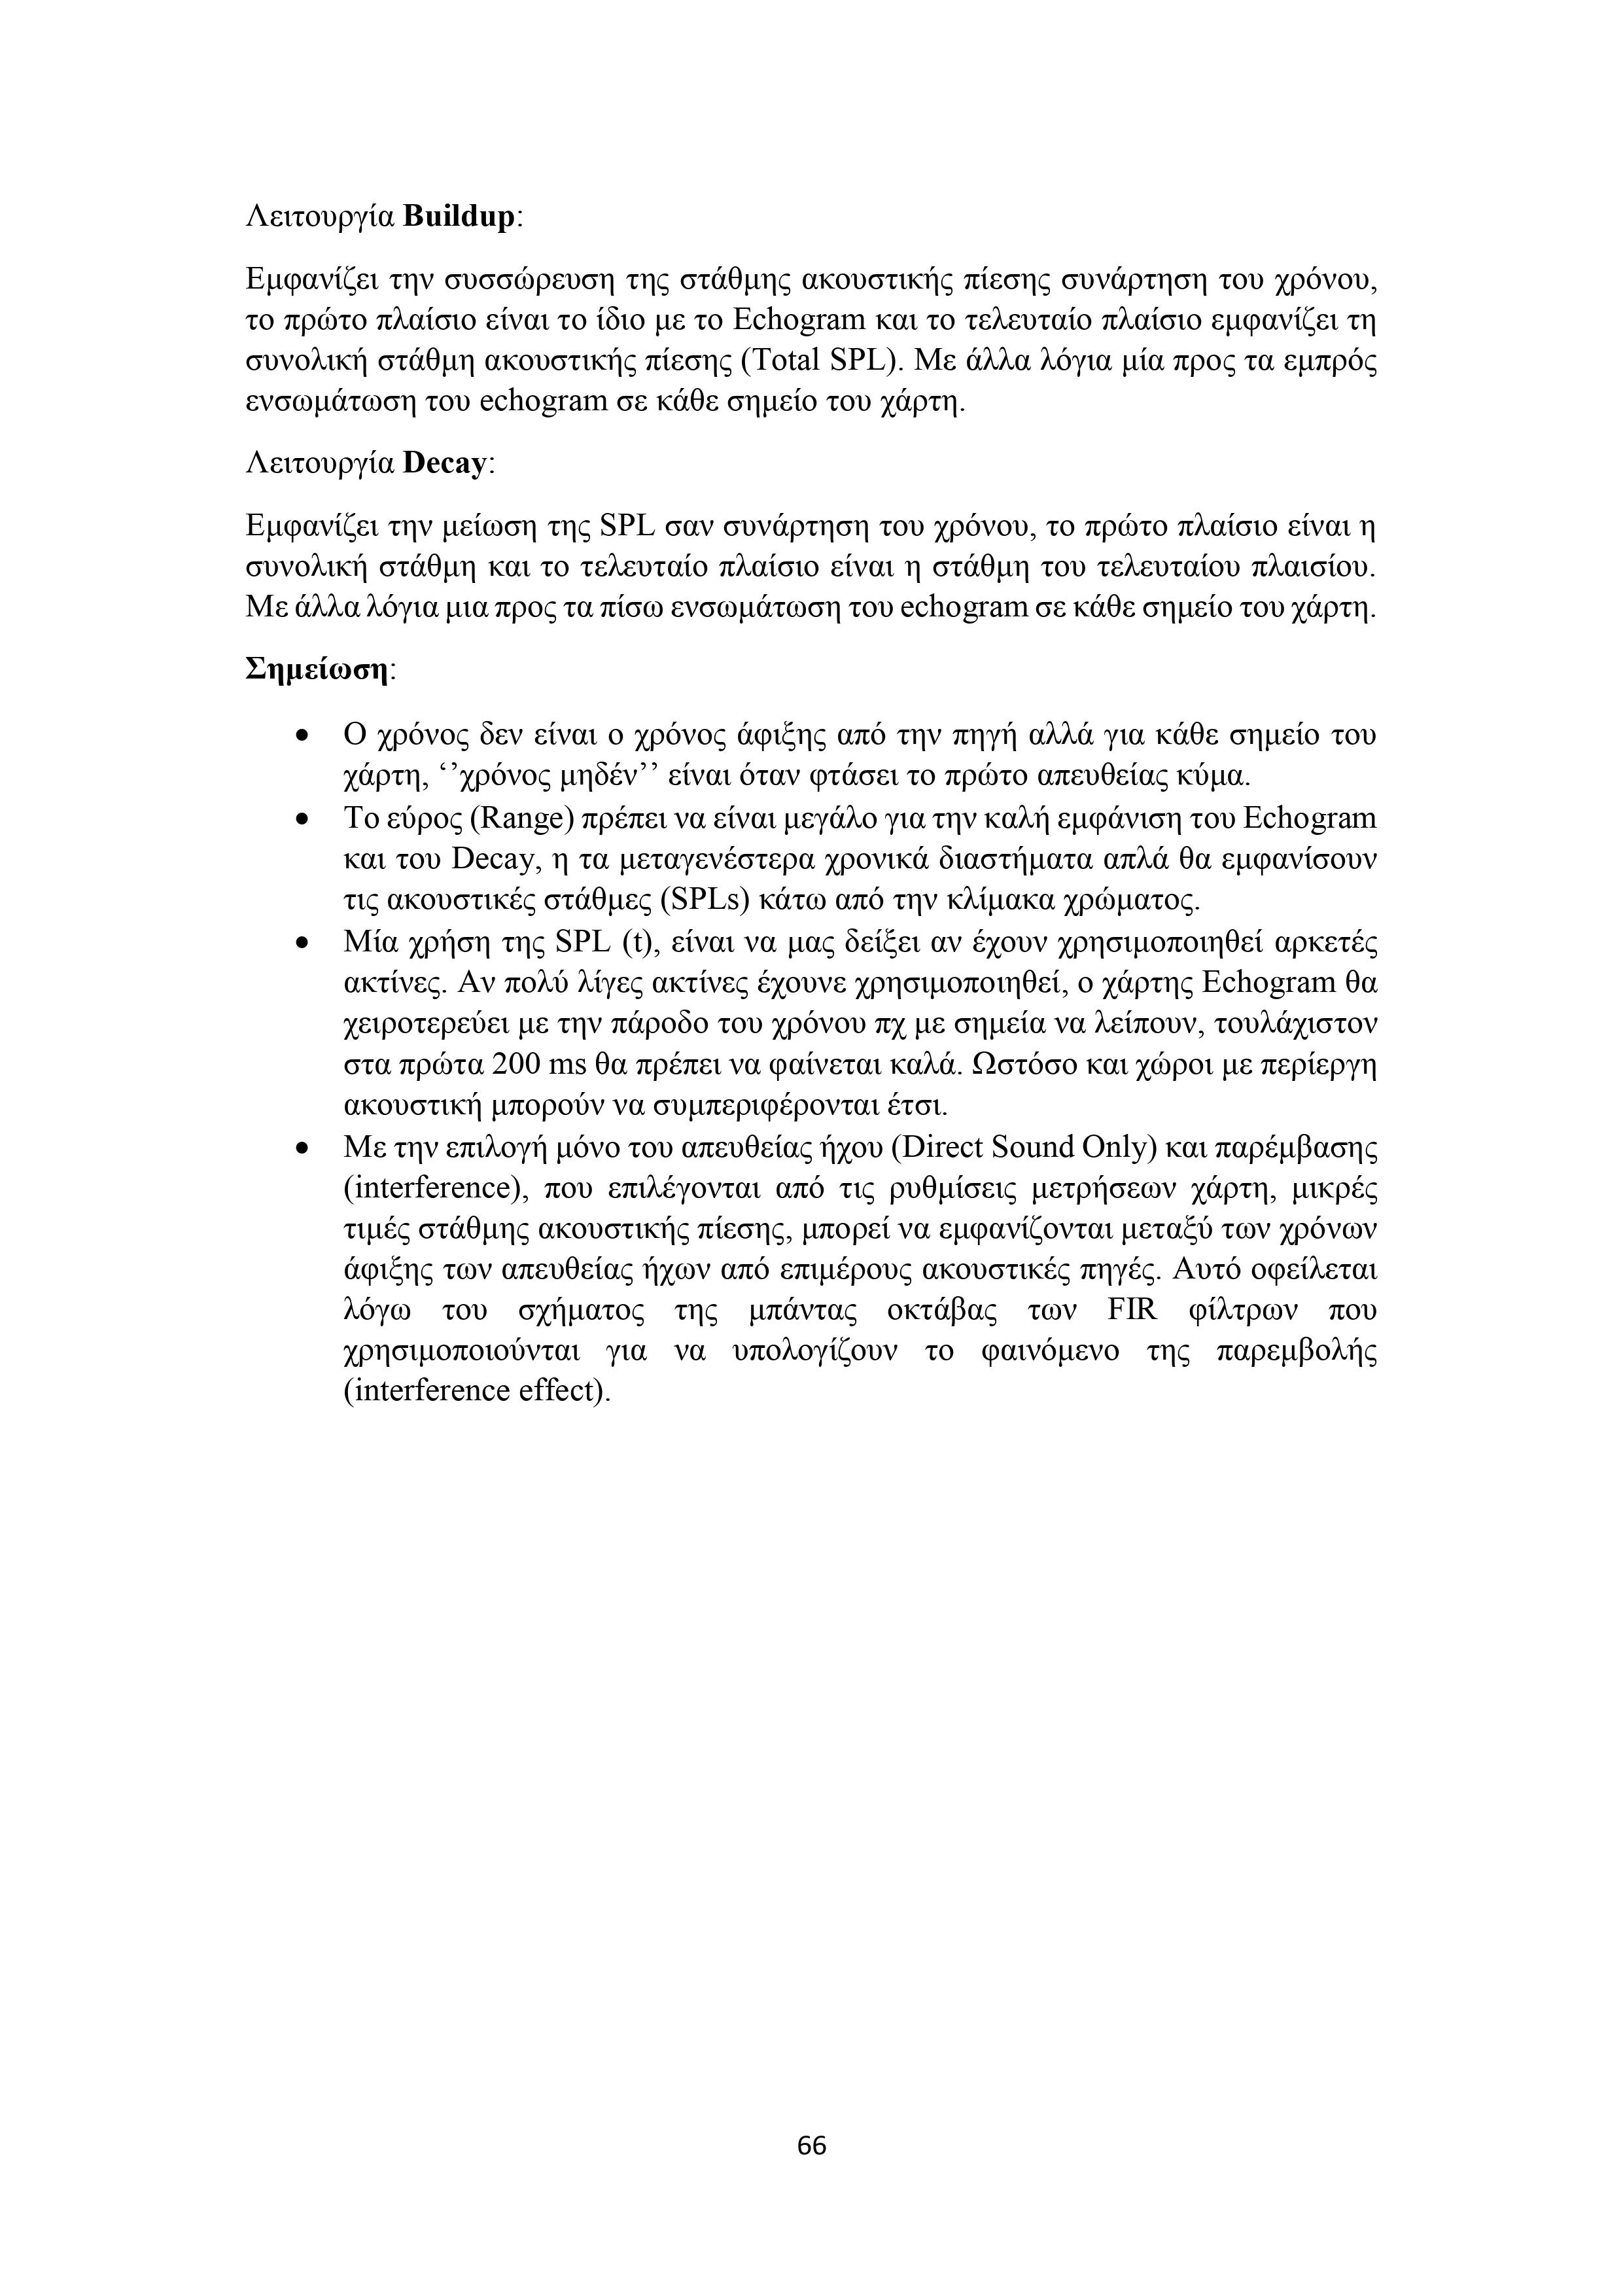 Λειτουργία Buildup:
Εμφανίζει την συσσώρευση της στάθμης ακουστικής πίεσης συνάρτηση του χρόνου,
το πρώτο πλαίσιο είναι το ίδιο με το Echogram και το τελευταίο πλαίσιο εμφανίζει τη
συνολική στάθμη ακουστικής πίεσης (Total SPL). Με άλλα λόγια μία προς τα εμπρός
ενσωμάτωση του echogram σε κάθε σημείο του χάρτη.
Λειτουργία Decay:
Εμφανίζει την μείωση της SPL σαν συνάρτηση του χρόνου, το πρώτο πλαίσιο είναι η
συνολική στάθμη και το τελευταίο πλαίσιο είναι η στάθμη του τελευταίου πλαισίου.
Με άλλα λόγια μια προς τα πίσω ενσωμάτωση του echogram σε κάθε σημείο του χάρτη.
Σημείωση:
• Ο χρόνος δεν είναι ο χρόνος άφιξης από την πηγή αλλά για κάθε σημείο του
χάρτη, ‘’χρόνος μηδέν’’ είναι όταν φτάσει το πρώτο απευθείας κύμα.
• Το εύρος (Range) πρέπει να είναι μεγάλο για την καλή εμφάνιση του Echogram
και του Decay, η τα μεταγενέστερα χρονικά διαστήματα απλά θα εμφανίσουν
τις ακουστικές στάθμες (SPLs) κάτω από την κλίμακα χρώματος.
• Μία χρήση της SPL (t), είναι να μας δείξει αν έχουν χρησιμοποιηθεί αρκετές
ακτίνες. Αν πολύ λίγες ακτίνες έχουνε χρησιμοποιηθεί, ο χάρτης Echogram θα
χειροτερεύει με την πάροδο του χρόνου πχ με σημεία να λείπουν, τουλάχιστον
στα πρώτα 200 ms θα πρέπει να φαίνεται καλά. Ωστόσο και χώροι με περίεργη
ακουστική μπορούν να συμπεριφέρονται έτσι.
• Με την επιλογή μόνο του απευθείας ήχου (Direct Sound Only) και παρέμβασης
(interference), που επιλέγονται από τις ρυθμίσεις μετρήσεων χάρτη, μικρές
τιμές στάθμης ακουστικής πίεσης, μπορεί να εμφανίζονται μεταξύ των χρόνων
άφιξης των απευθείας ήχων από επιμέρους ακουστικές πηγές. Αυτό οφείλεται
λόγω του σχήματος της μπάντας οκτάβας των FIR φίλτρων που
χρησιμοποιούνται για να υπολογίζουν το φαινόμενο της παρεμβολής
(interference effect).
66